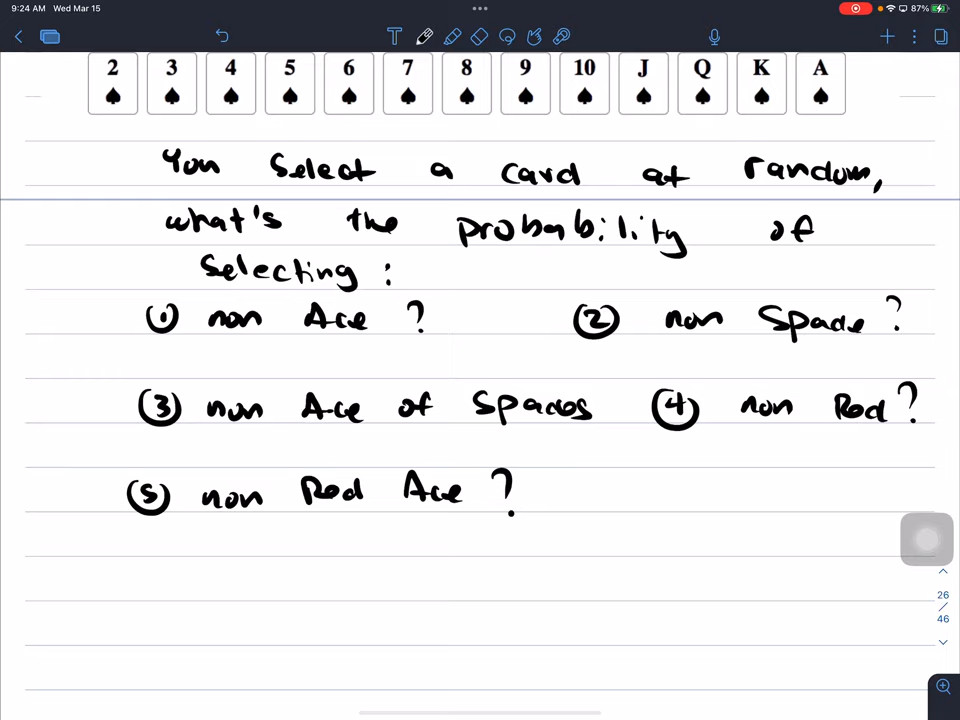 9:24 AM Wed Mar 15
87%
2 3 4 5 6 7 8 9 10 J Q K A
You select a card at random,
what's the probability of
selecting:
① non Ace ? ② non Spade ?
③ non Ace of Spades ④ non Red ?
⑤ non Red Ace ?
26
/
46